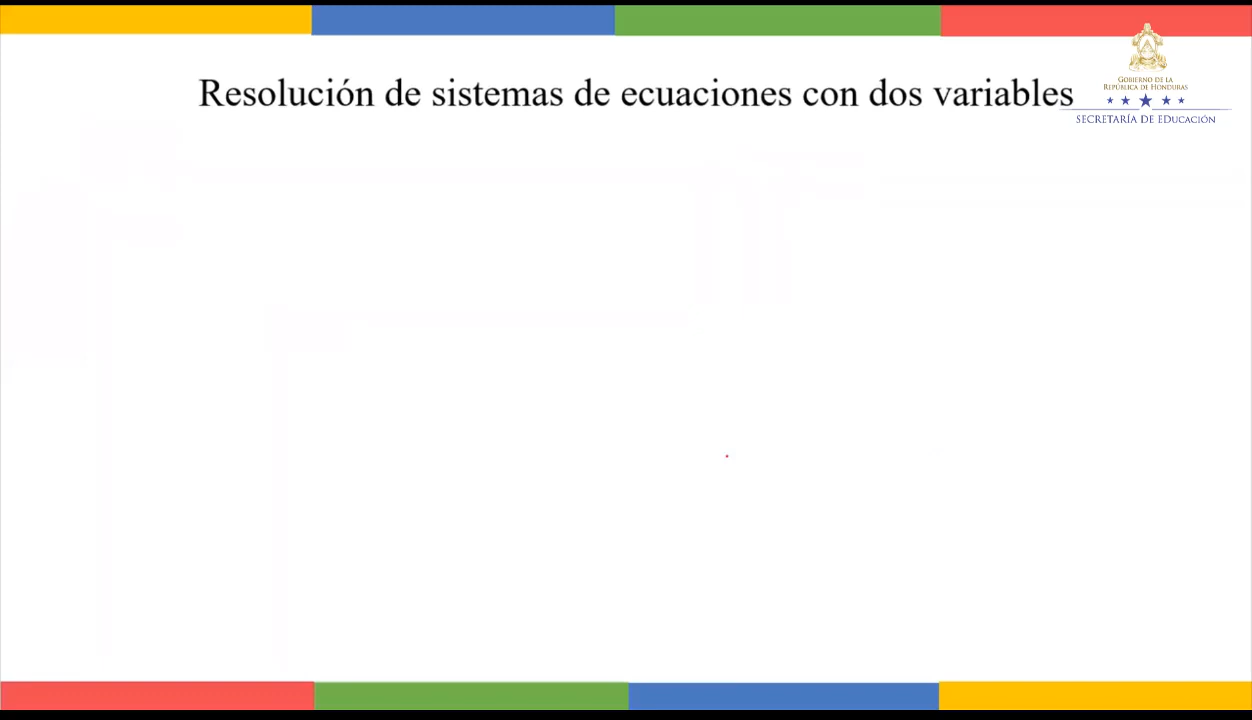 Resolución de sistemas de ecuaciones con dos variables
GOBIERNO DE LA
REPÚBLICA DE HONDURAS
SECRETARÍA DE EDUCACIÓN